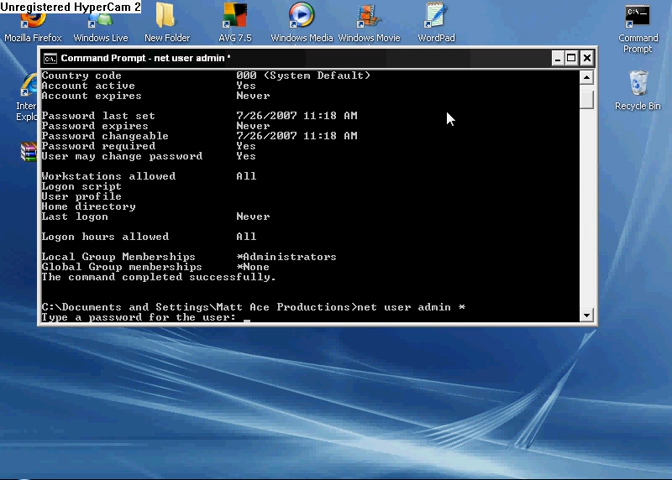 Unregistered HyperCam 2
Mozilla Firefox
Windows Live
New Folder
AVG 7.5
Windows Media
Windows Movie
WordPad
Command
Prompt
Recycle Bin
Inter
Explo
Command Prompt - net user admin *
Country code 000 (System Default)
Account active Yes
Account expires Never
Password last set 7/26/2007 11:18 AM
Password expires Never
Password changeable 7/26/2007 11:18 AM
Password required Yes
User may change password Yes
Workstations allowed All
Logon script
User profile
Home directory
Last logon Never
Logon hours allowed All
Local Group Memberships *Administrators
Global Group memberships *None
The command completed successfully.
C:\Documents and Settings\Matt Ace Productions>net user admin *
Type a password for the user: _